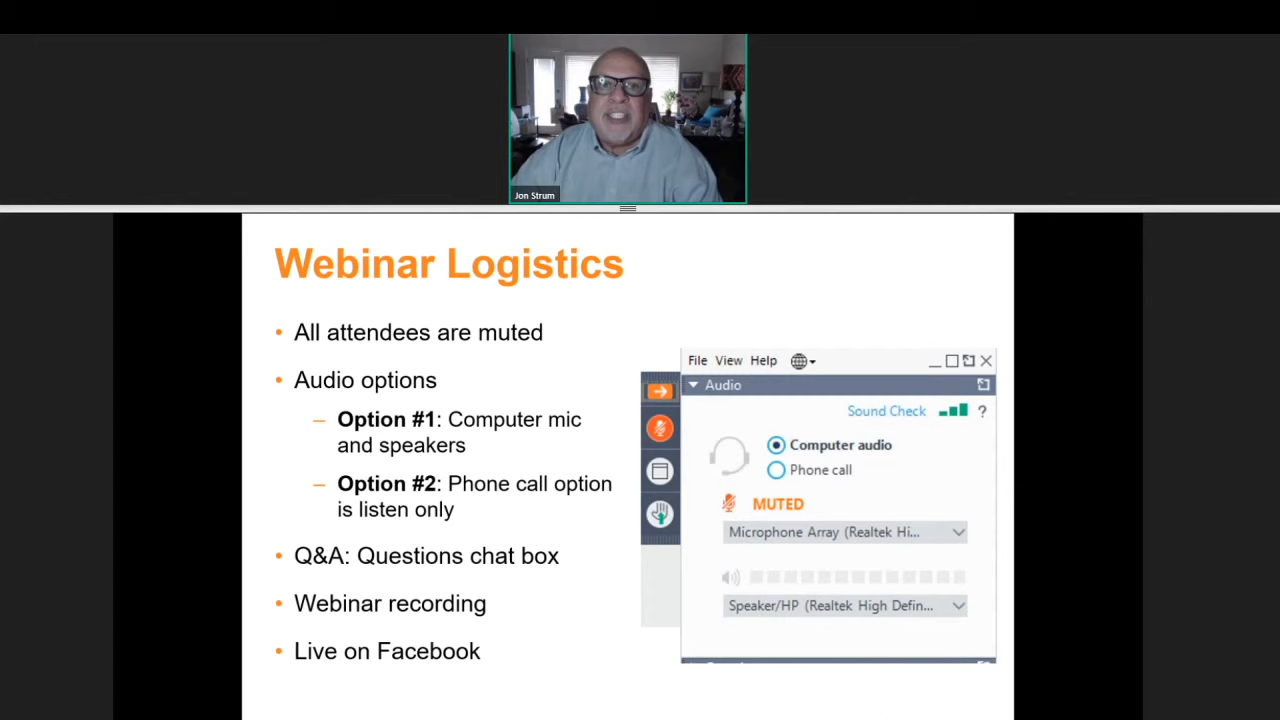 Jon Strum
Webinar Logistics
• All attendees are muted
• Audio options
– Option #1: Computer mic
and speakers
– Option #2: Phone call option
is listen only
• Q&A: Questions chat box
• Webinar recording
• Live on Facebook
File View Help
Audio
Sound Check ?
Computer audio
Phone call
MUTED
Microphone Array (Realtek Hi...
Speaker/HP (Realtek High Defin...